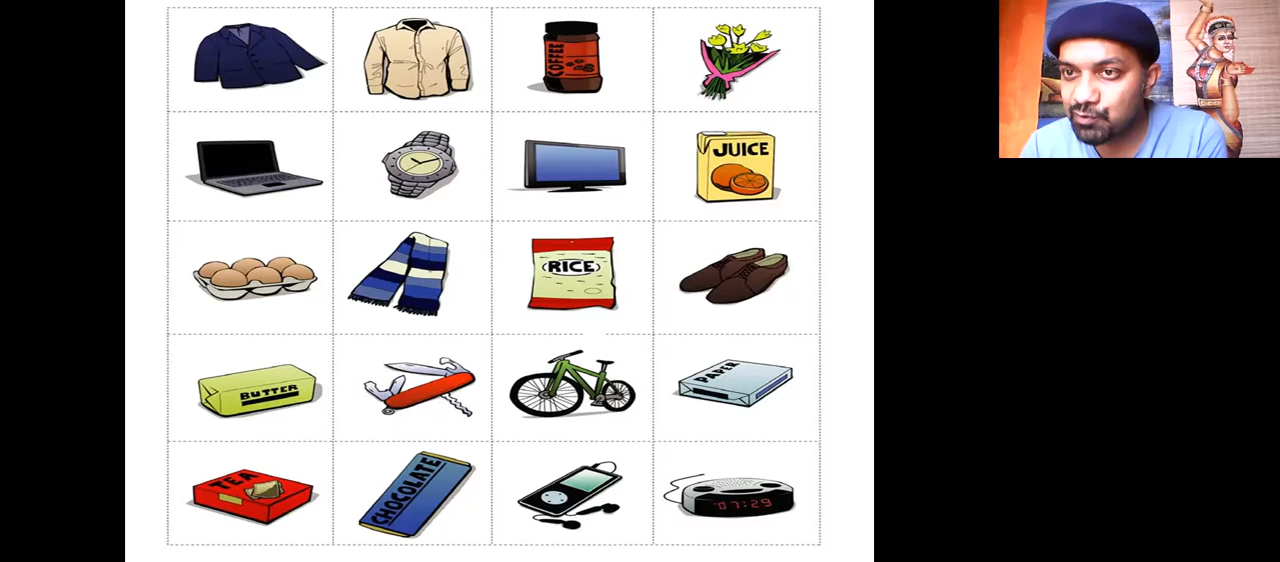 COFFEE
JUICE
RICE
BUTTER
PAPER
TEA
CHOCOLATE
07:29